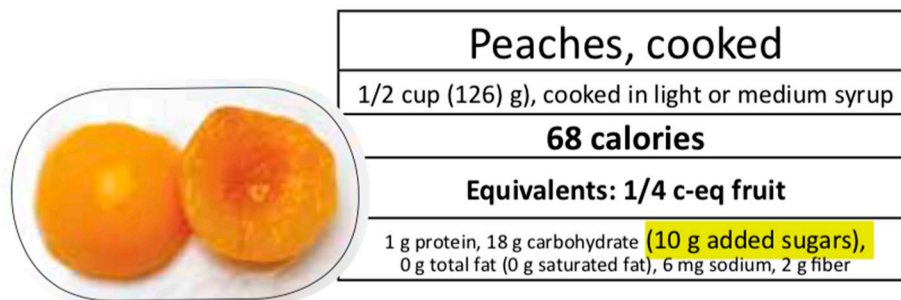 Peaches, cooked
1/2 cup (126) g), cooked in light or medium syrup
68 calories
Equivalents: 1/4 c-eq fruit
1 g protein, 18 g carbohydrate (10 g added sugars),
0 g total fat (0 g saturated fat), 6 mg sodium, 2 g fiber